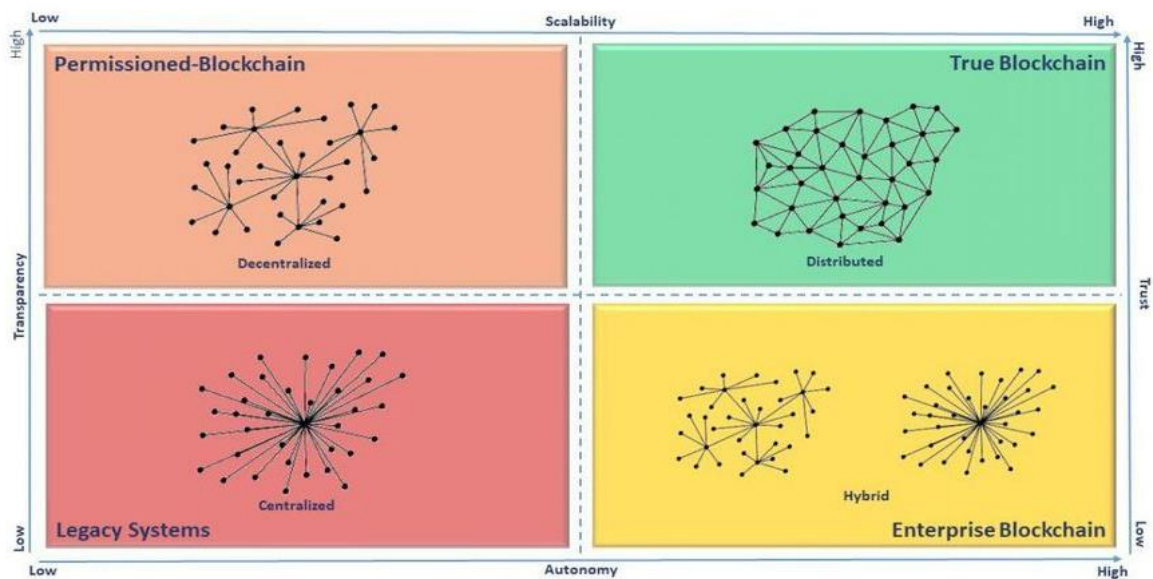 Low Scalability High
High High
Permissioned-Blockchain True Blockchain
Decentralized Distributed
Transparency Trust
Centralized Hybrid
Legacy Systems Enterprise Blockchain
Low Low
Low Autonomy High